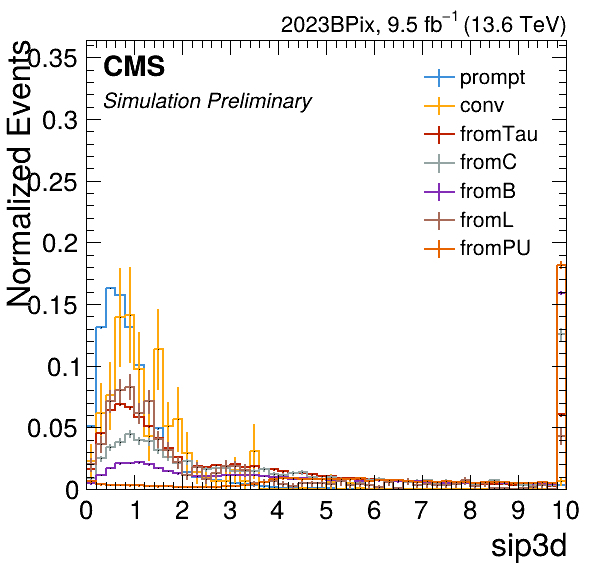 2023BPix, 9.5 fb⁻¹ (13.6 TeV)
CMS
Simulation Preliminary
prompt
conv
fromTau
fromC
fromB
fromL
fromPU
Normalized Events
0.35
0.3
0.25
0.2
0.15
0.1
0.05
0
0 1 2 3 4 5 6 7 8 9 10
sip3d